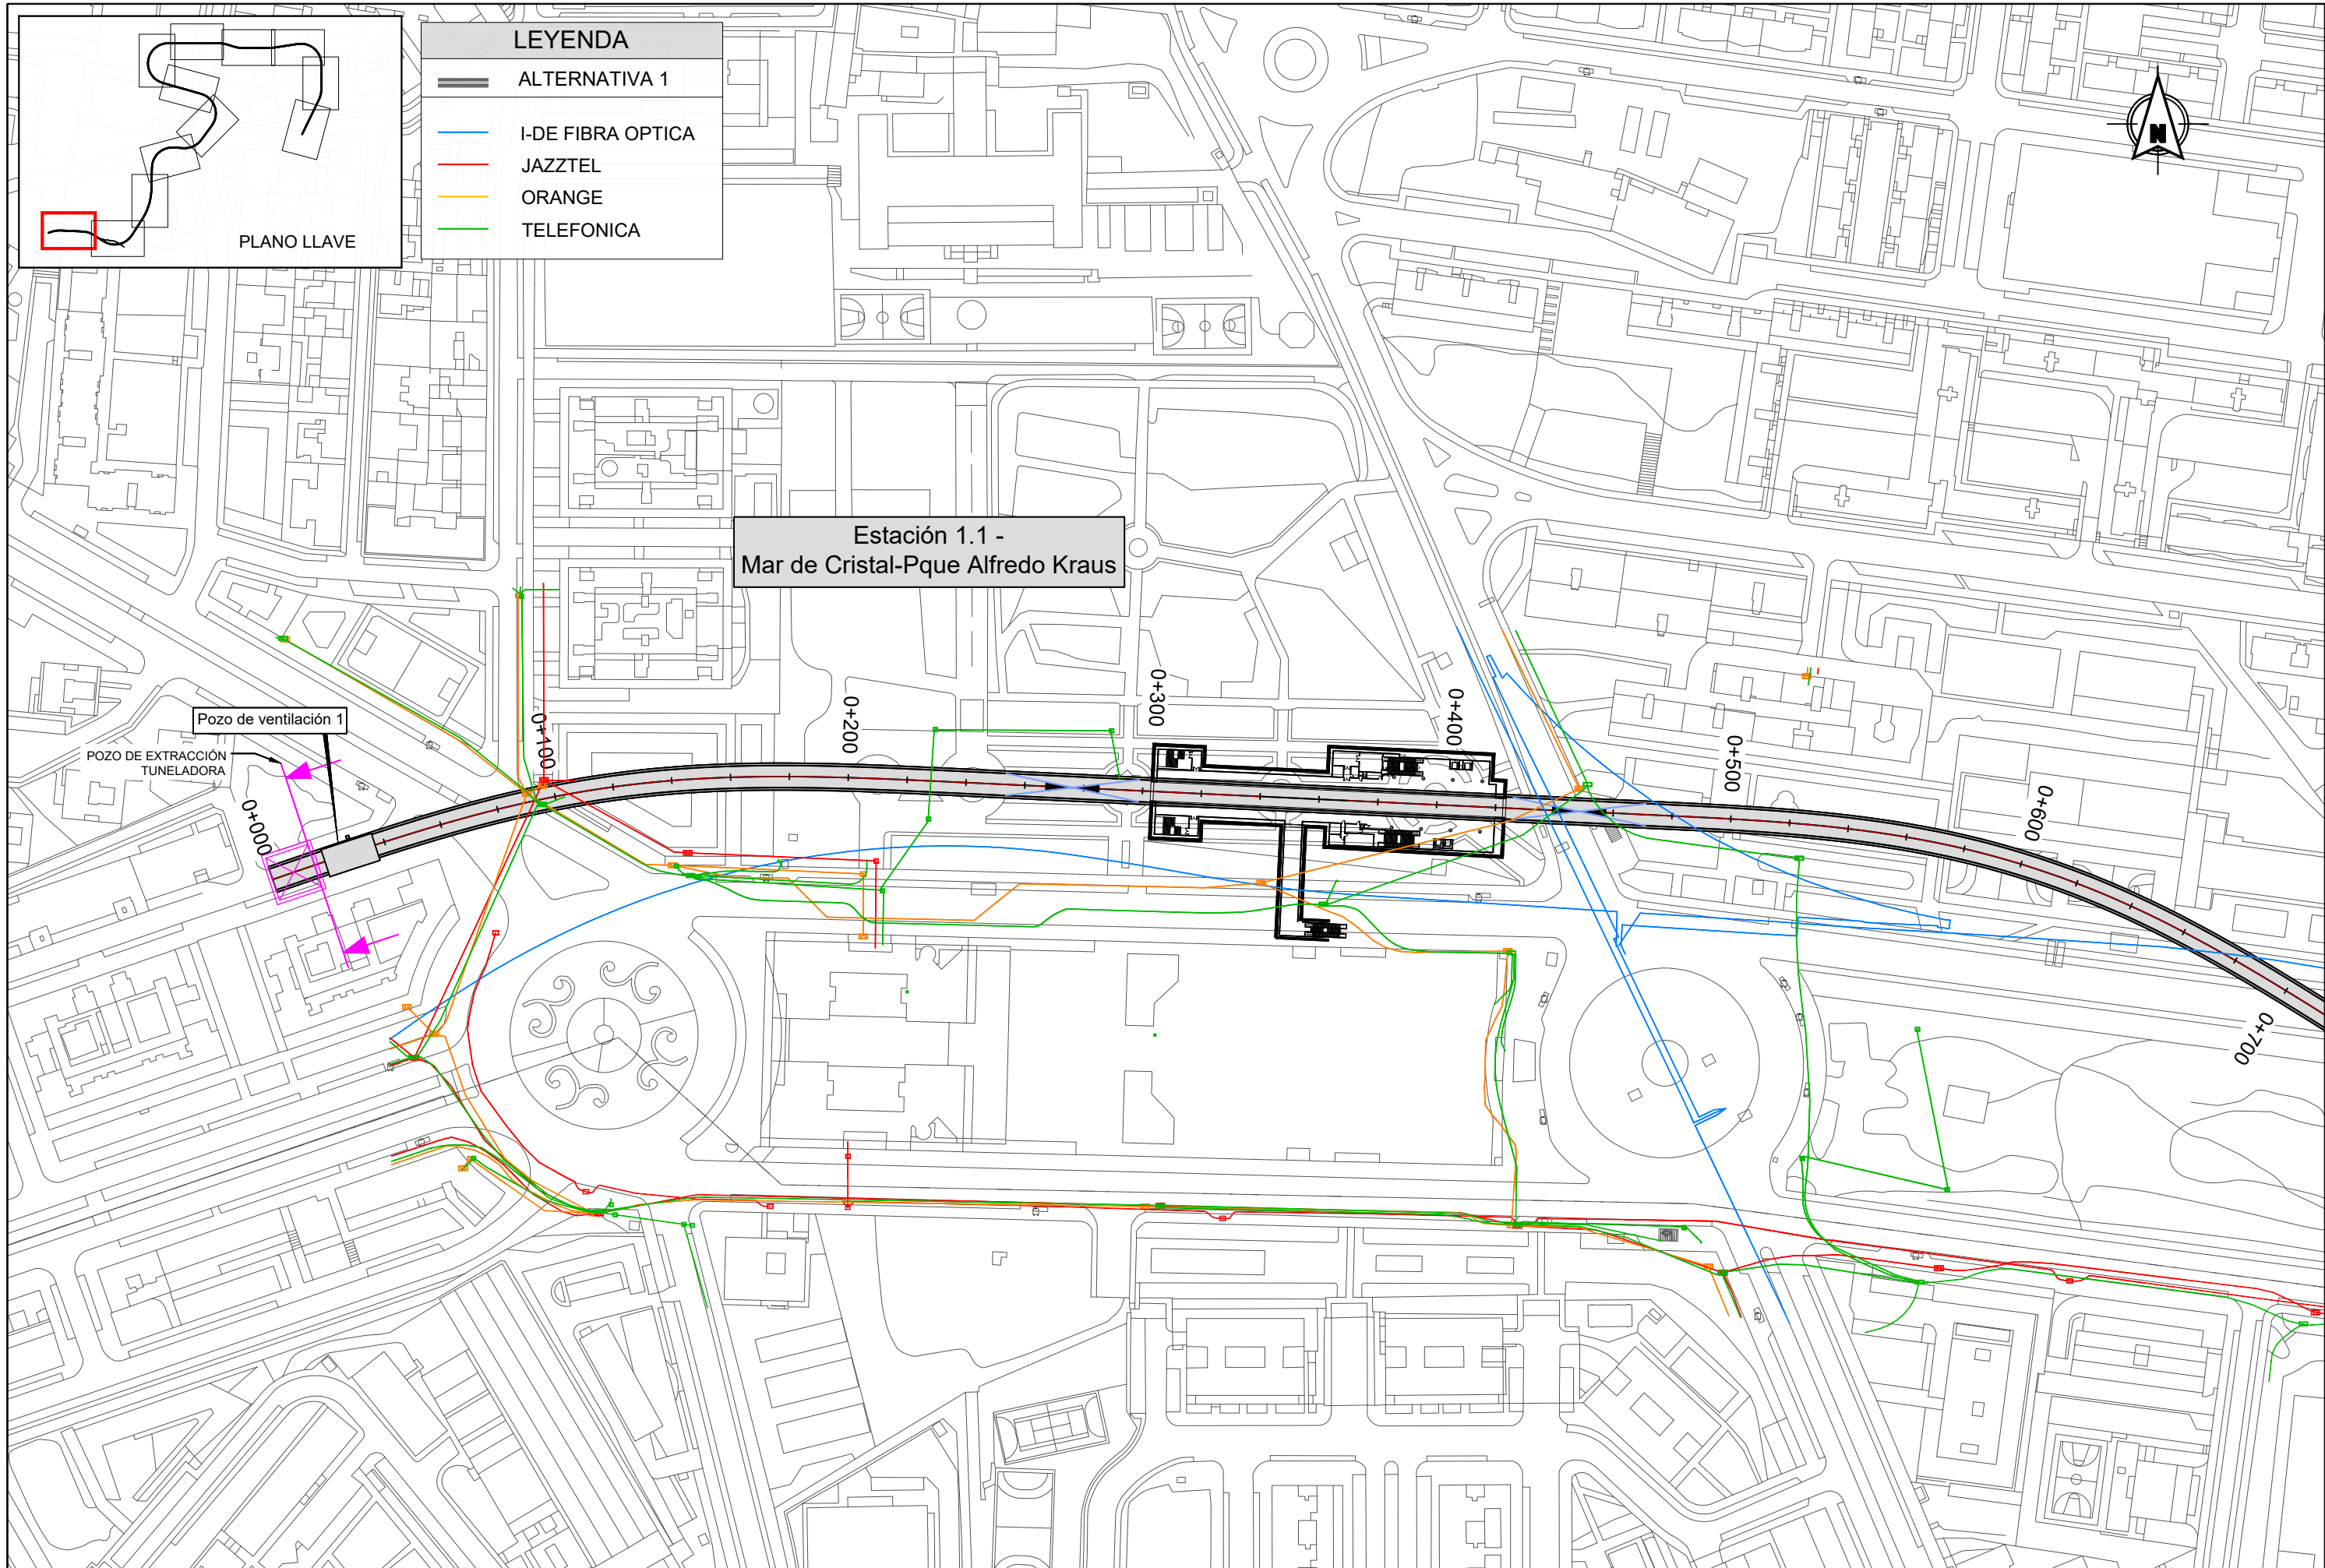 LEYENDA
ALTERNATIVA 1
I-DE FIBRA OPTICA
JAZZTEL
ORANGE
TELEFONICA
PLANO LLAVE
N
Estación 1.1 -
Mar de Cristal-Pque Alfredo Kraus
Pozo de ventilación 1
POZO DE EXTRACCIÓN
TUNELADORA
0+000
0+100
0+200
0+300
0+400
0+500
0+600
0+700